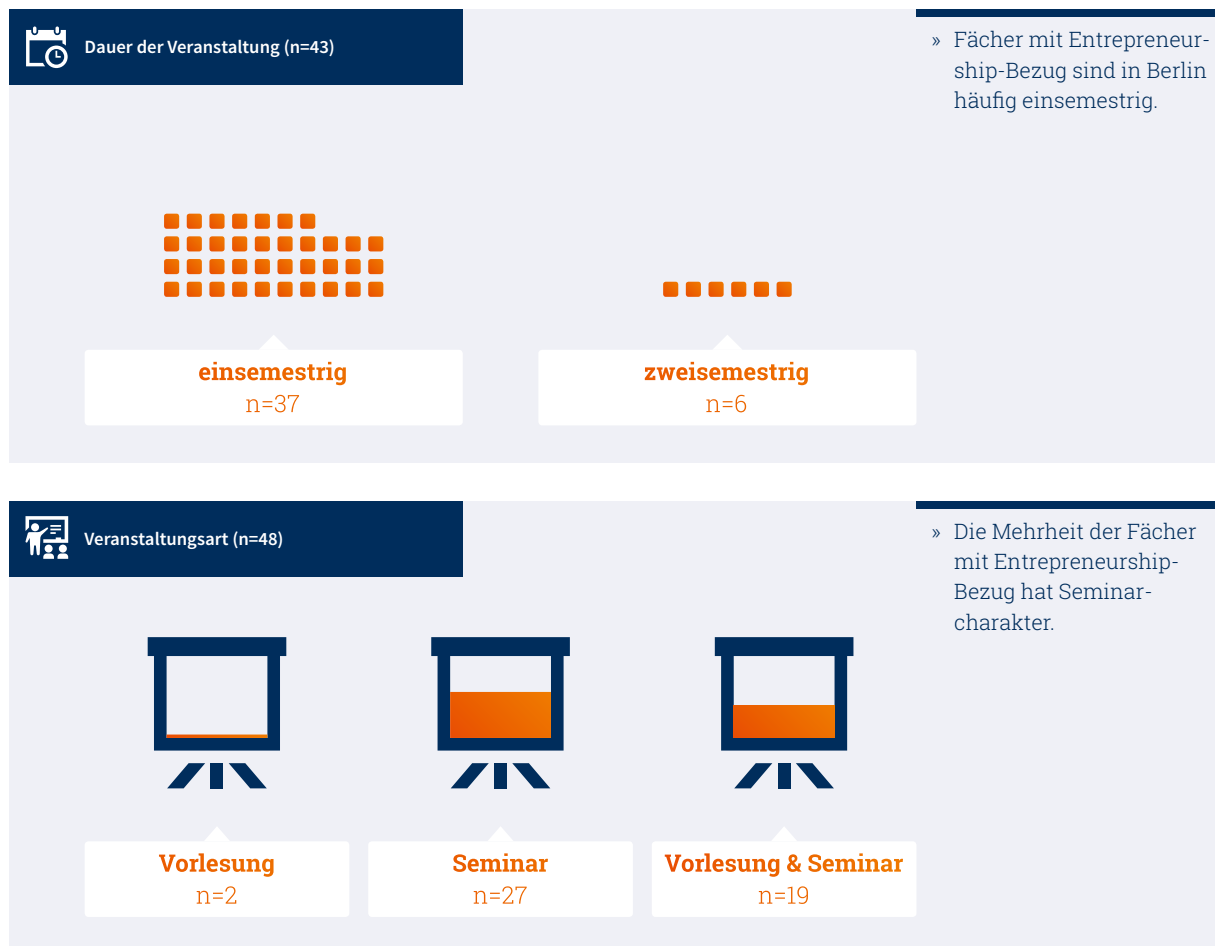 Dauer der Veranstaltung (n=43)
» Fächer mit Entrepreneur-
ship-Bezug sind in Berlin
häufig einsemestrig.
einsemestrig
n=37
zweisemestrig
n=6
Veranstaltungsart (n=48)
» Die Mehrheit der Fächer
mit Entrepreneurship-
Bezug hat Seminar-
charakter.
Vorlesung
n=2
Seminar
n=27
Vorlesung & Seminar
n=19